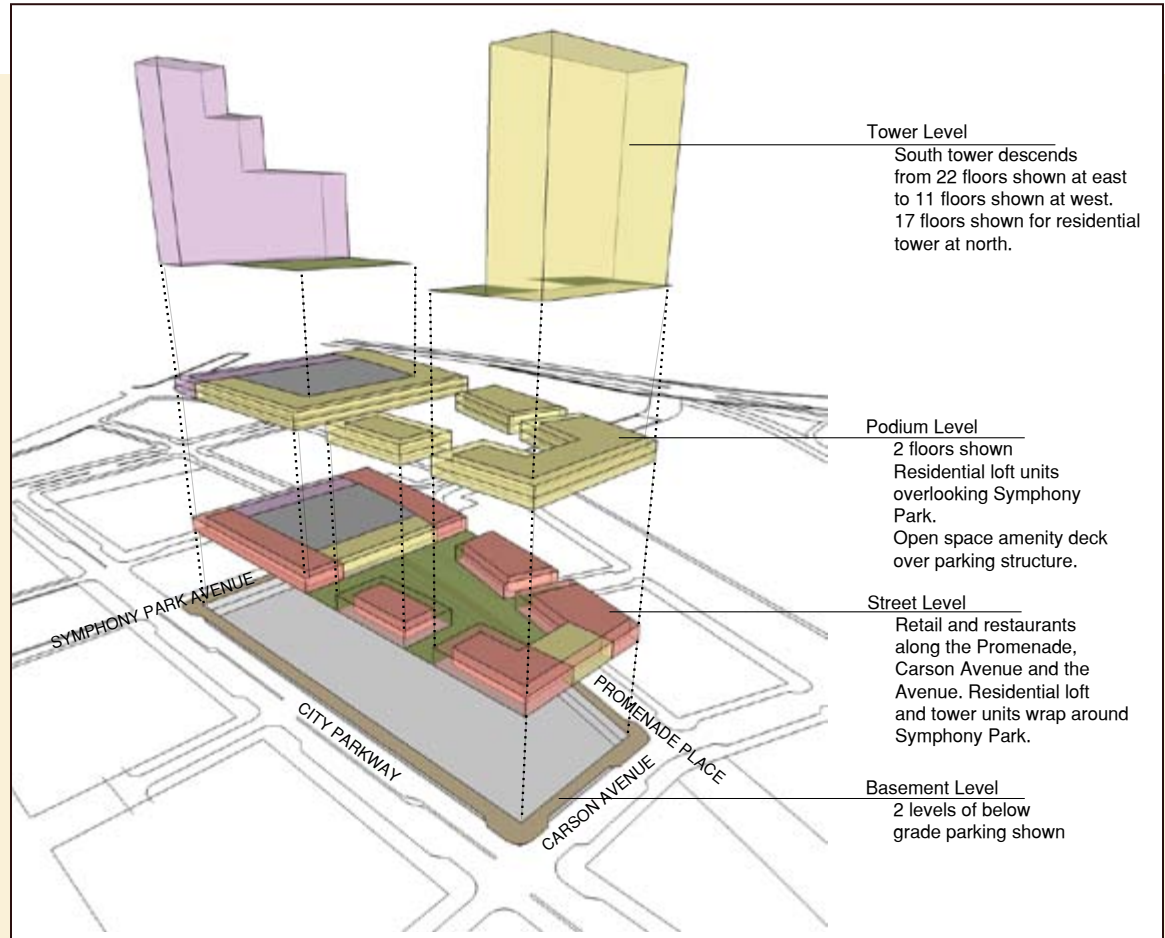 Tower Level
South tower descends
from 22 floors shown at east
to 11 floors shown at west.
17 floors shown for residential
tower at north.
Podium Level
2 floors shown
Residential loft units
overlooking Symphony
Park.
Open space amenity deck
over parking structure.
Street Level
Retail and restaurants
along the Promenade,
Carson Avenue and the
Avenue. Residential loft
and tower units wrap around
Symphony Park.
Basement Level
2 levels of below
grade parking shown
SYMPHONY PARK AVENUE
CITY PARKWAY
PROMENADE PLACE
CARSON AVENUE